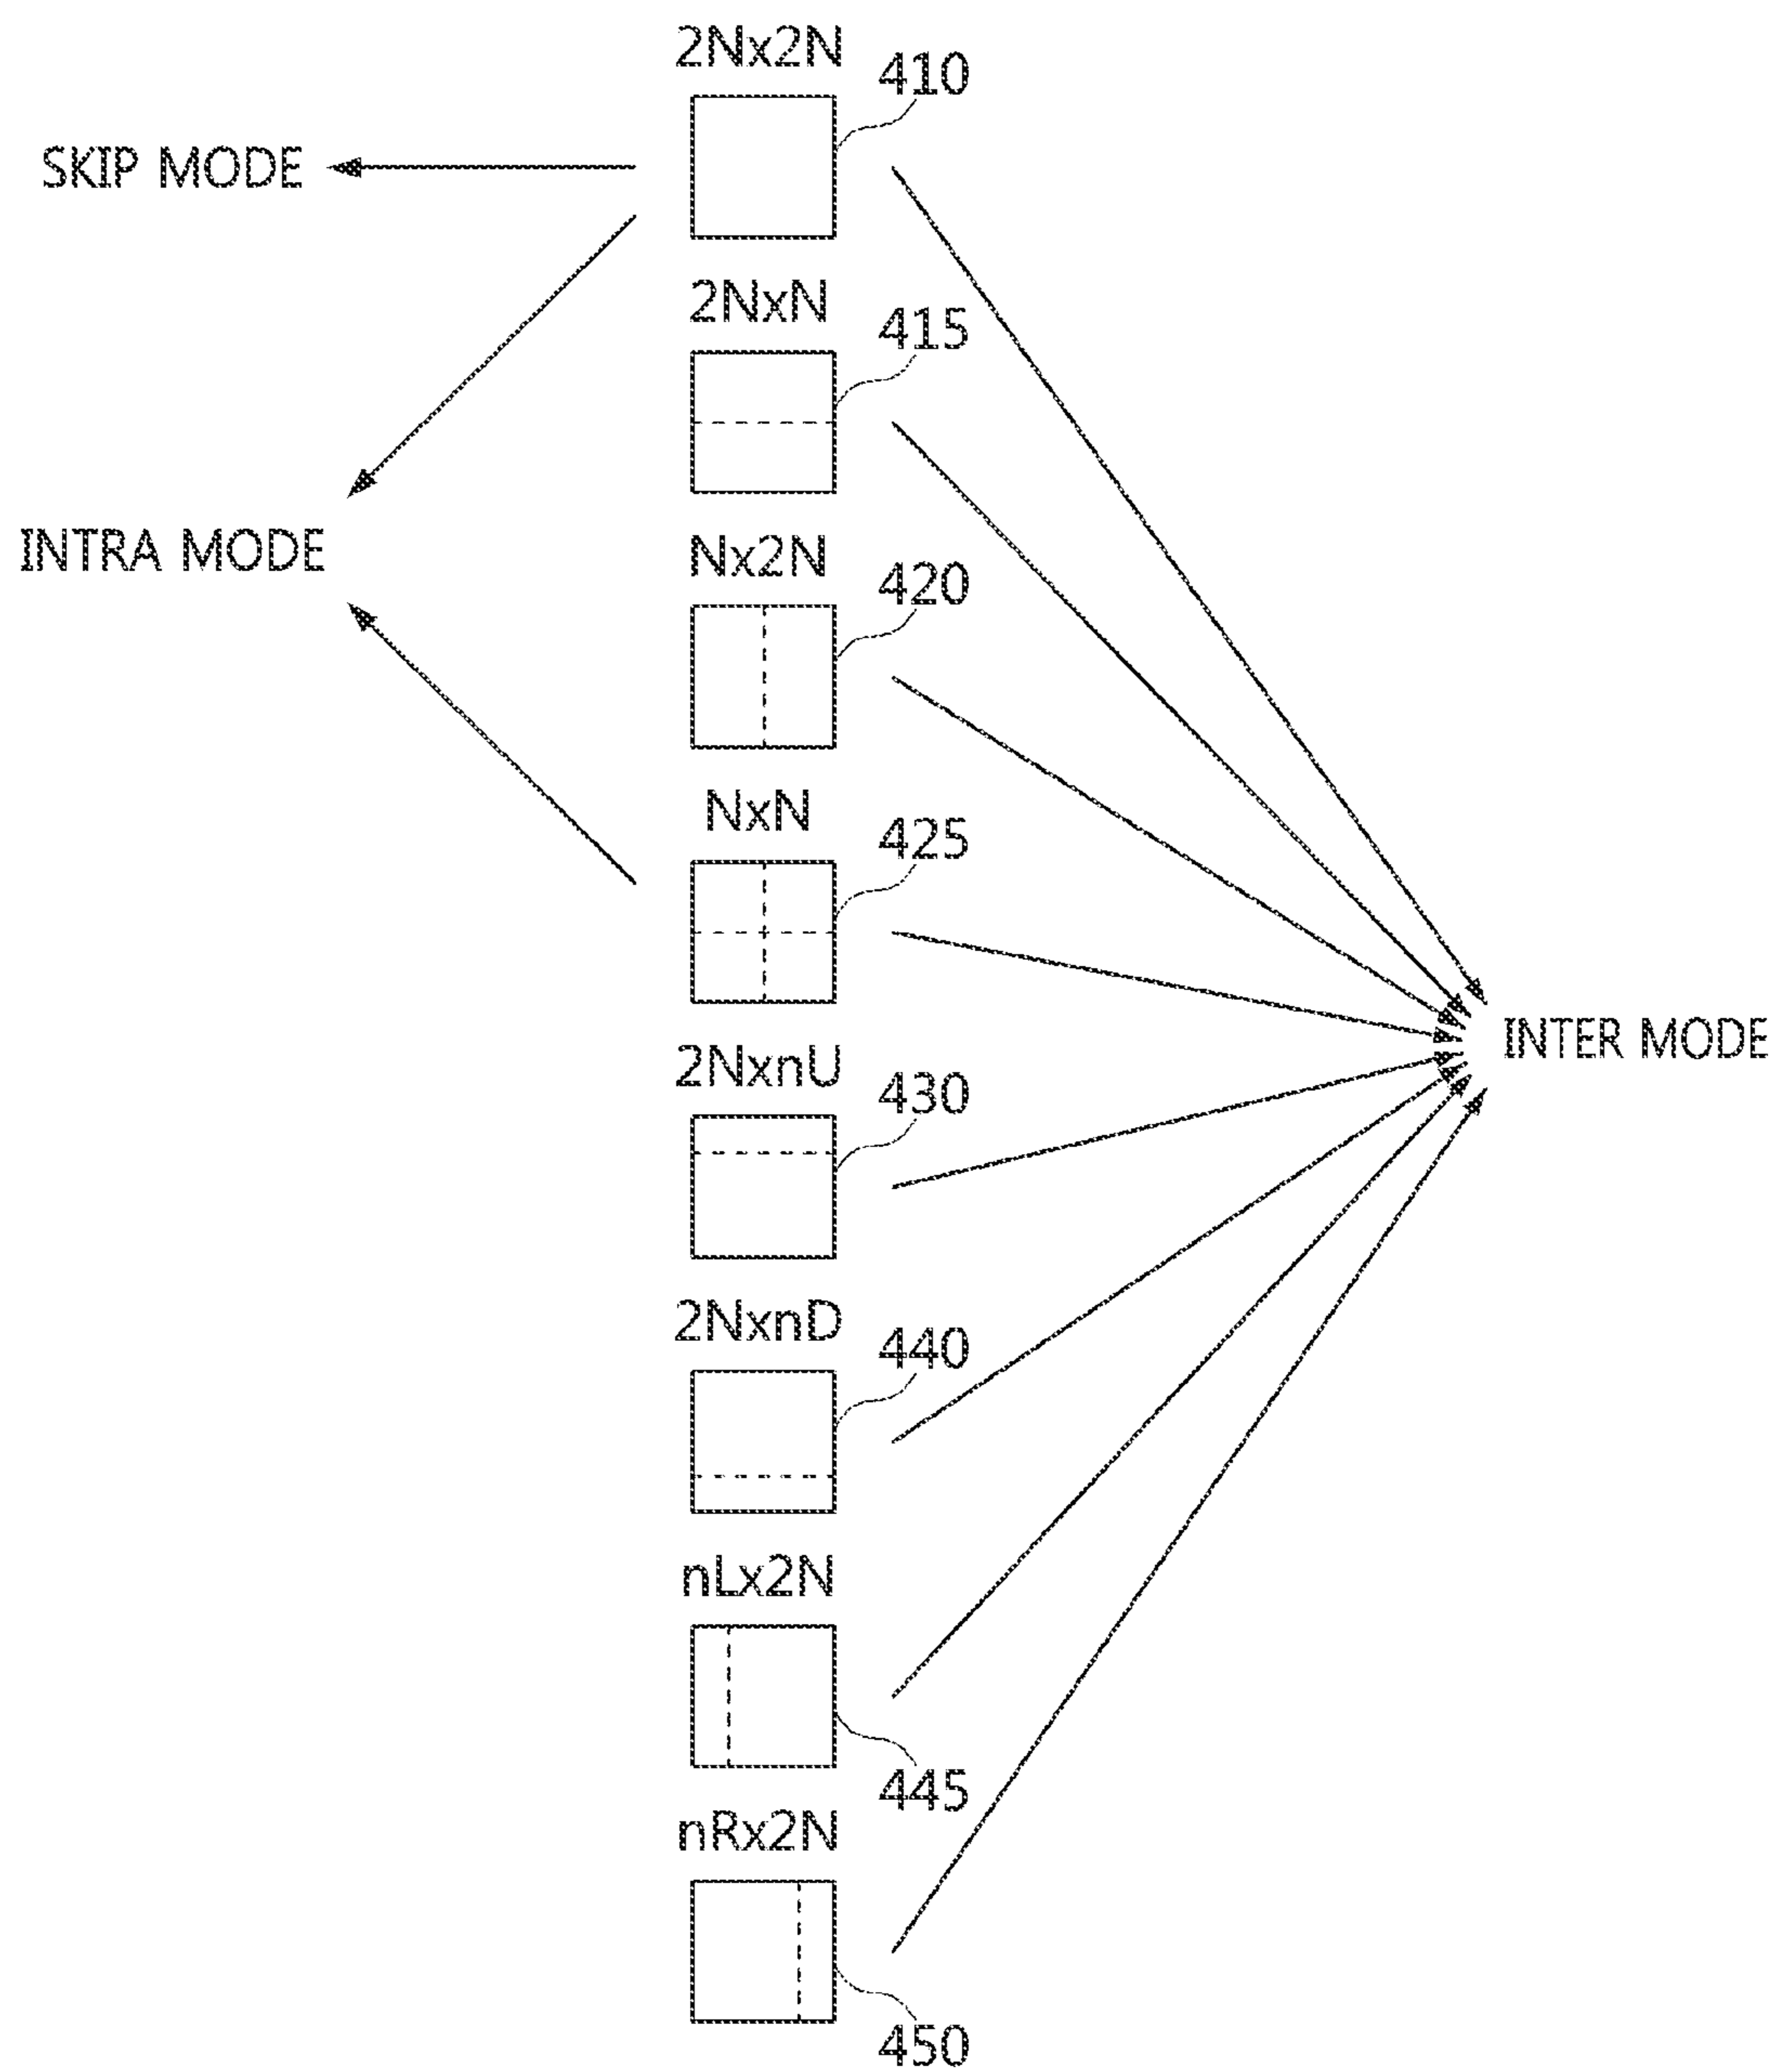 2Nx2N
410
SKIP MODE
2NxN
415
INTRA MODE
Nx2N
420
NxN
425
INTER MODE
2NxnU
430
2NxnD
440
nLx2N
445
nRx2N
450